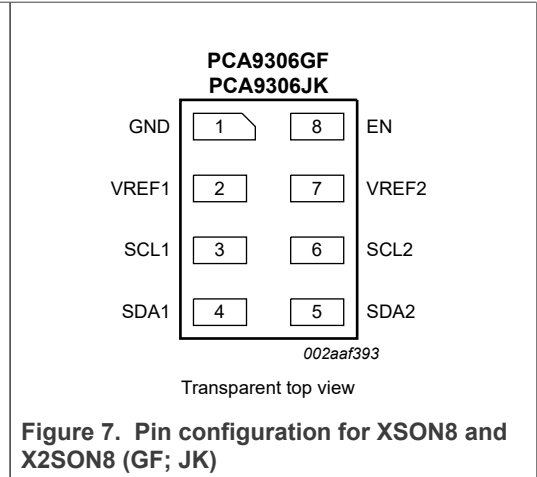 PCA9306GF
PCA9306JK
GND 1 8 EN
VREF1 2 7 VREF2
SCL1 3 6 SCL2
SDA1 4 5 SDA2
002aaf393
Transparent top view
Figure 7. Pin configuration for XSON8 and
X2SON8 (GF; JK)